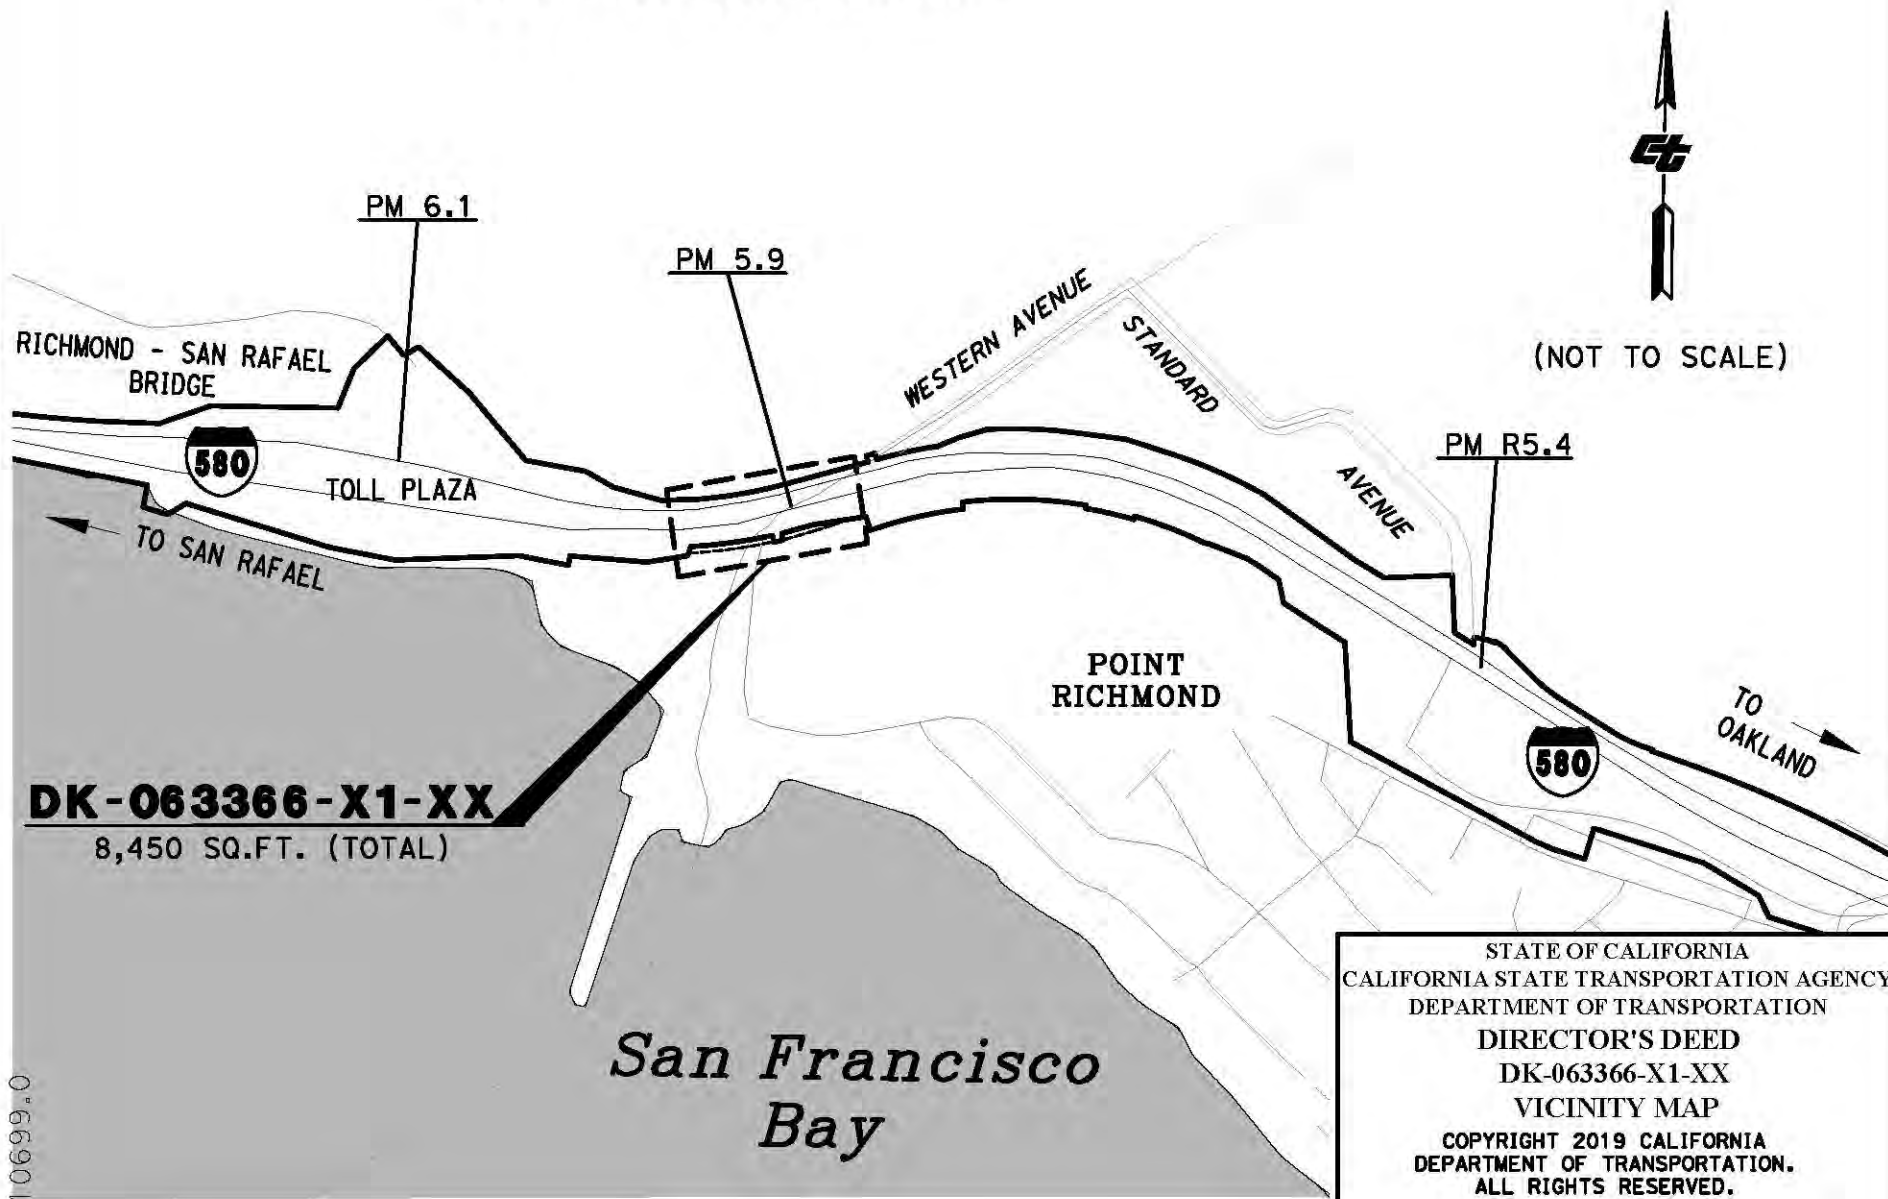 PM 6.1
PM 5.9
WESTERN AVENUE
STANDARD
AVENUE
ct
(NOT TO SCALE)
RICHMOND - SAN RAFAEL
BRIDGE
580
TOLL PLAZA
PM R5.4
TO SAN RAFAEL
POINT
RICHMOND
TO
OAKLAND
580
DK-063366-X1-XX
8,450 SQ.FT. (TOTAL)
San Francisco
Bay
10699.0
STATE OF CALIFORNIA
CALIFORNIA STATE TRANSPORTATION AGENCY
DEPARTMENT OF TRANSPORTATION
DIRECTOR'S DEED
DK-063366-X1-XX
VICINITY MAP
COPYRIGHT 2019 CALIFORNIA
DEPARTMENT OF TRANSPORTATION.
ALL RIGHTS RESERVED.